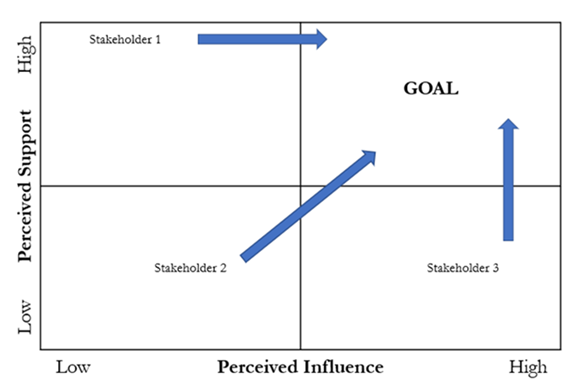 High
Stakeholder 1
GOAL
Perceived Support
Stakeholder 2
Stakeholder 3
Low
Low
Perceived Influence
High